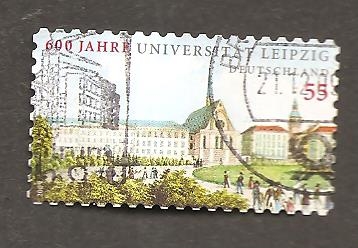 600 JAHRE UNIVERSITÄT LEIPZIG
DEUTSCHLAND
55